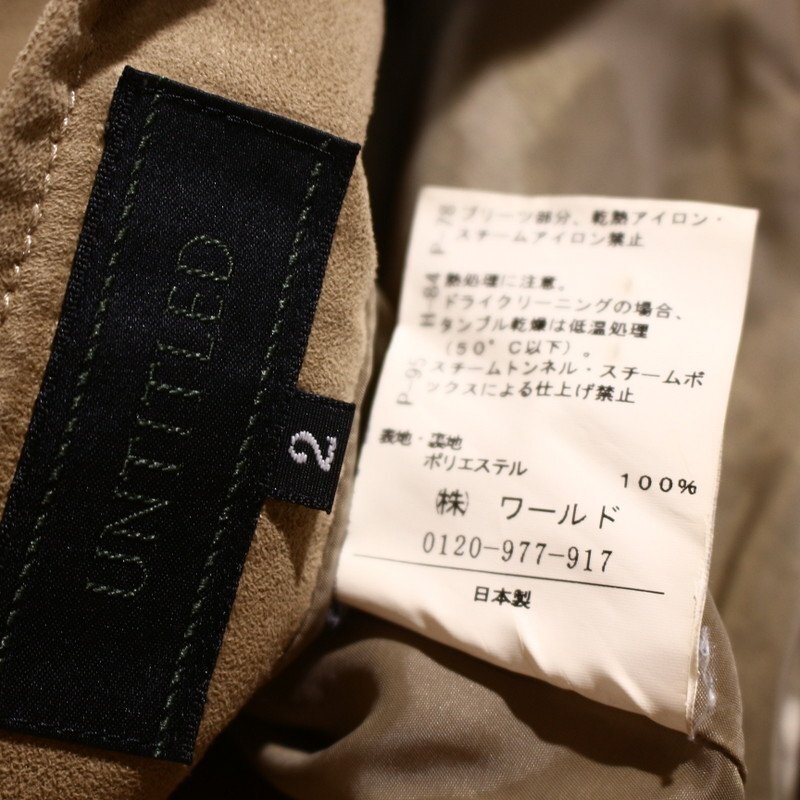 UNTITLED
2
P-78 プリーツ部分、乾熱アイロン・
スチームアイロン禁止
H-84 熱処理に注意。
ドライクリーニングの場合、
タンブル乾燥は低温処理
(50°C以下)。
P-95 スチームトンネル・スチームボ
ックスによる仕上げ禁止
表地・裏地
ポリエステル 100%
㈱ ワールド
0120-977-917
日本製